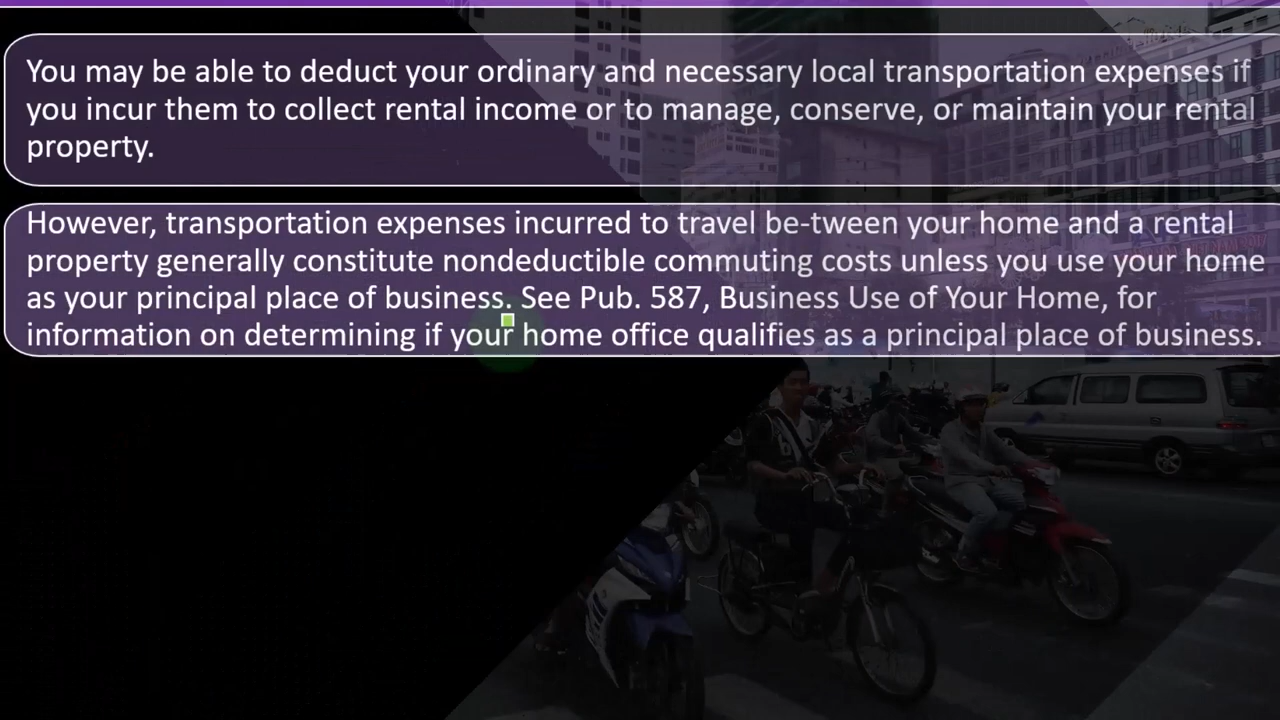 You may be able to deduct your ordinary and necessary local transportation expenses if
you incur them to collect rental income or to manage, conserve, or maintain your rental
property.
However, transportation expenses incurred to travel be-tween your home and a rental
property generally constitute nondeductible commuting costs unless you use your home
as your principal place of business. See Pub. 587, Business Use of Your Home, for
information on determining if your home office qualifies as a principal place of business.